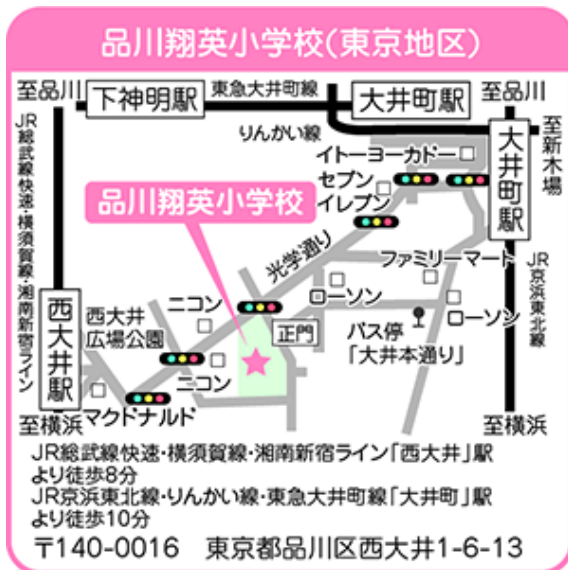 品川翔英小学校(東京地区)
至品川
下神明駅
東急大井町線
大井町駅
至品川
りんかい線
至新木場
大井町駅
イトーヨーカドー
セブン
イレブン
JR総武線快速・横須賀線・湘南新宿ライン
品川翔英小学校
光学通り
ファミリーマート
JR京浜東北線
ニコン
ローソン
西大井
広場公園
正門
バス停
「大井本通り」
ローソン
西大井駅
ニコン
マクドナルド
至横浜
至横浜
JR総武線快速・横須賀線・湘南新宿ライン「西大井」駅
より徒歩8分
JR京浜東北線・りんかい線・東急大井町線「大井町」駅
より徒歩10分
〒140-0016 東京都品川区西大井1-6-13